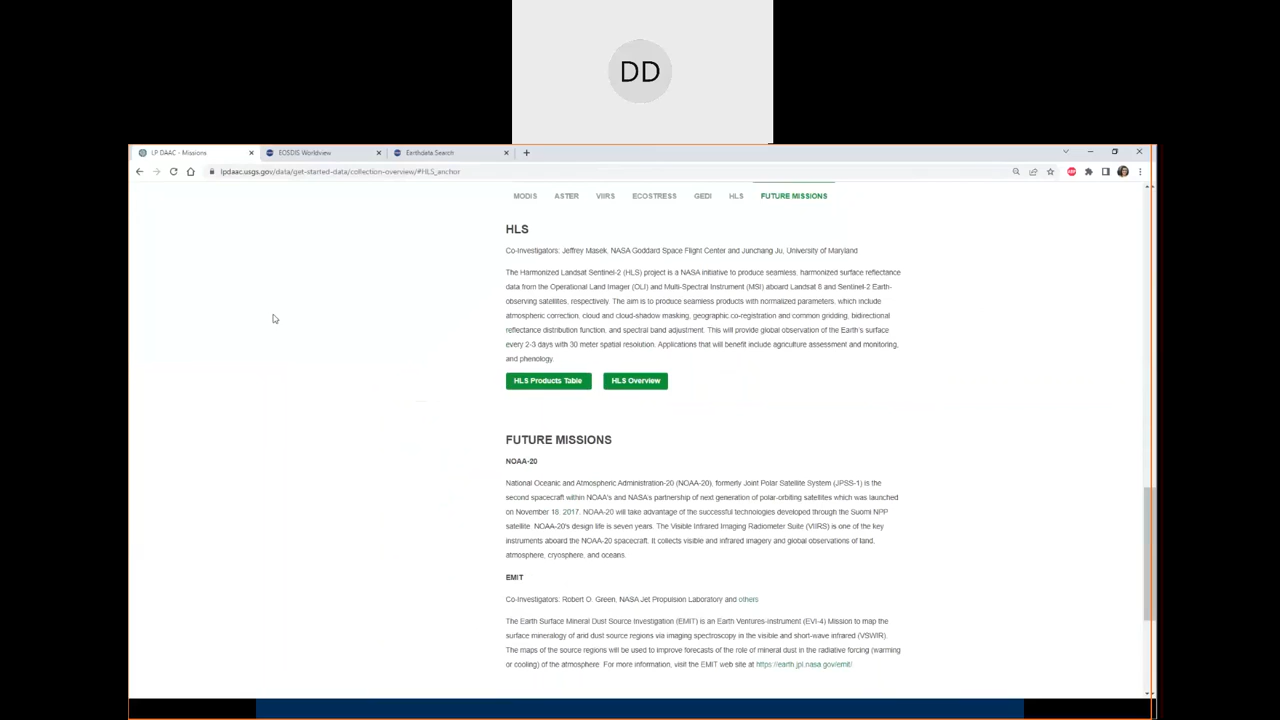 DD
LP DAAC - Missions
EOSDIS Worldview
Earthdata Search
lpdaac.usgs.gov/data/get-started-data/collection-overview/#HLS_anchor
MODIS ASTER VIIRS ECOSTRESS GEDI HLS FUTURE MISSIONS
HLS
Co-Investigators: Jeffrey Masek, NASA Goddard Space Flight Center and Junchang Ju, University of Maryland
The Harmonized Landsat Sentinel-2 (HLS) project is a NASA initiative to produce seamless, harmonized surface reflectance
data from the Operational Land Imager (OLI) and Multi-Spectral Instrument (MSI) aboard Landsat 8 and Sentinel-2 Earth-
observing satellites, respectively. The aim is to produce seamless products with normalized parameters, which include
atmospheric correction, cloud and cloud-shadow masking, geographic co-registration and common gridding, bidirectional
reflectance distribution function, and spectral band adjustment. This will provide global observation of the Earth's surface
every 2-3 days with 30 meter spatial resolution. Applications that will benefit include agriculture assessment and monitoring,
and phenology.
HLS Products Table HLS Overview
FUTURE MISSIONS
NOAA-20
National Oceanic and Atmospheric Administration-20 (NOAA-20), formerly Joint Polar Satellite System (JPSS-1) is the
second spacecraft within NOAA's and NASA's partnership of next generation of polar-orbiting satellites which was launched
on November 18, 2017. NOAA-20 will take advantage of the successful technologies developed through the Suomi NPP
satellite. NOAA-20's design life is seven years. The Visible Infrared Imaging Radiometer Suite (VIIRS) is one of the key
instruments aboard the NOAA-20 spacecraft. It collects visible and infrared imagery and global observations of land,
atmosphere, cryosphere, and oceans.
EMIT
Co-Investigators: Robert O. Green, NASA Jet Propulsion Laboratory and others
The Earth Surface Mineral Dust Source Investigation (EMIT) is an Earth Ventures-Instrument (EVI-4) Mission to map the
surface mineralogy of and dust source regions via imaging spectroscopy in the visible and short-wave infrared (VSWIR).
The maps of the source regions will be used to improve forecasts of the role of mineral dust in the radiative forcing (warming
or cooling) of the atmosphere. For more information, visit the EMIT web site at https://earth.jpl.nasa.gov/emit/